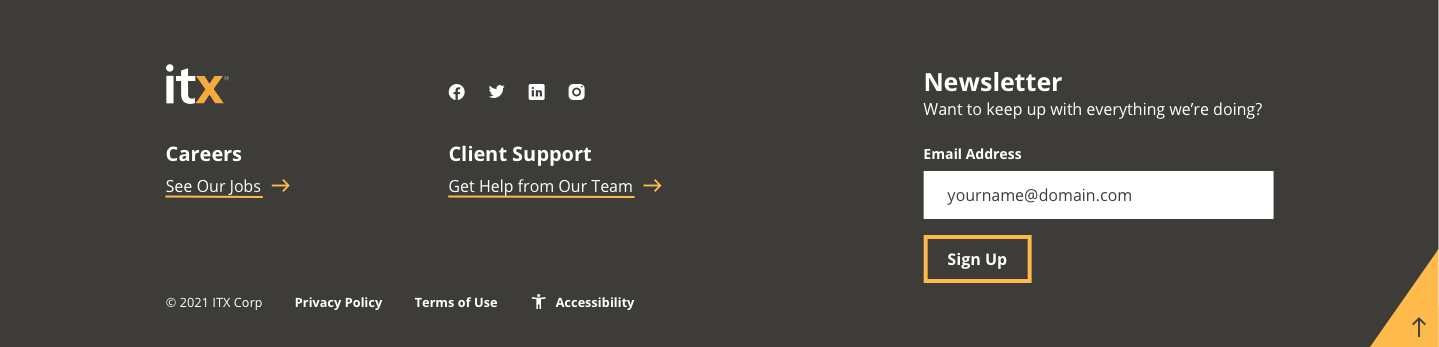 itx®
Careers
See Our Jobs
Client Support
Get Help from Our Team
Newsletter
Want to keep up with everything we’re doing?
Email Address
yourname@domain.com
Sign Up
© 2021 ITX Corp
Privacy Policy
Terms of Use
Accessibility